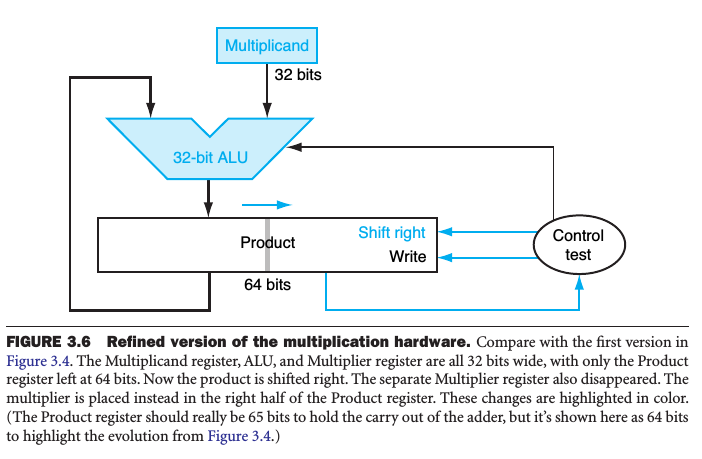 Multiplicand
32 bits
32-bit ALU
Product
Shift right
Write
Control
test
64 bits
FIGURE 3.6 Refined version of the multiplication hardware. Compare with the first version in
Figure 3.4. The Multiplicand register, ALU, and Multiplier register are all 32 bits wide, with only the Product
register left at 64 bits. Now the product is shifted right. The separate Multiplier register also disappeared. The
multiplier is placed instead in the right half of the Product register. These changes are highlighted in color.
(The Product register should really be 65 bits to hold the carry out of the adder, but it’s shown here as 64 bits
to highlight the evolution from Figure 3.4.)